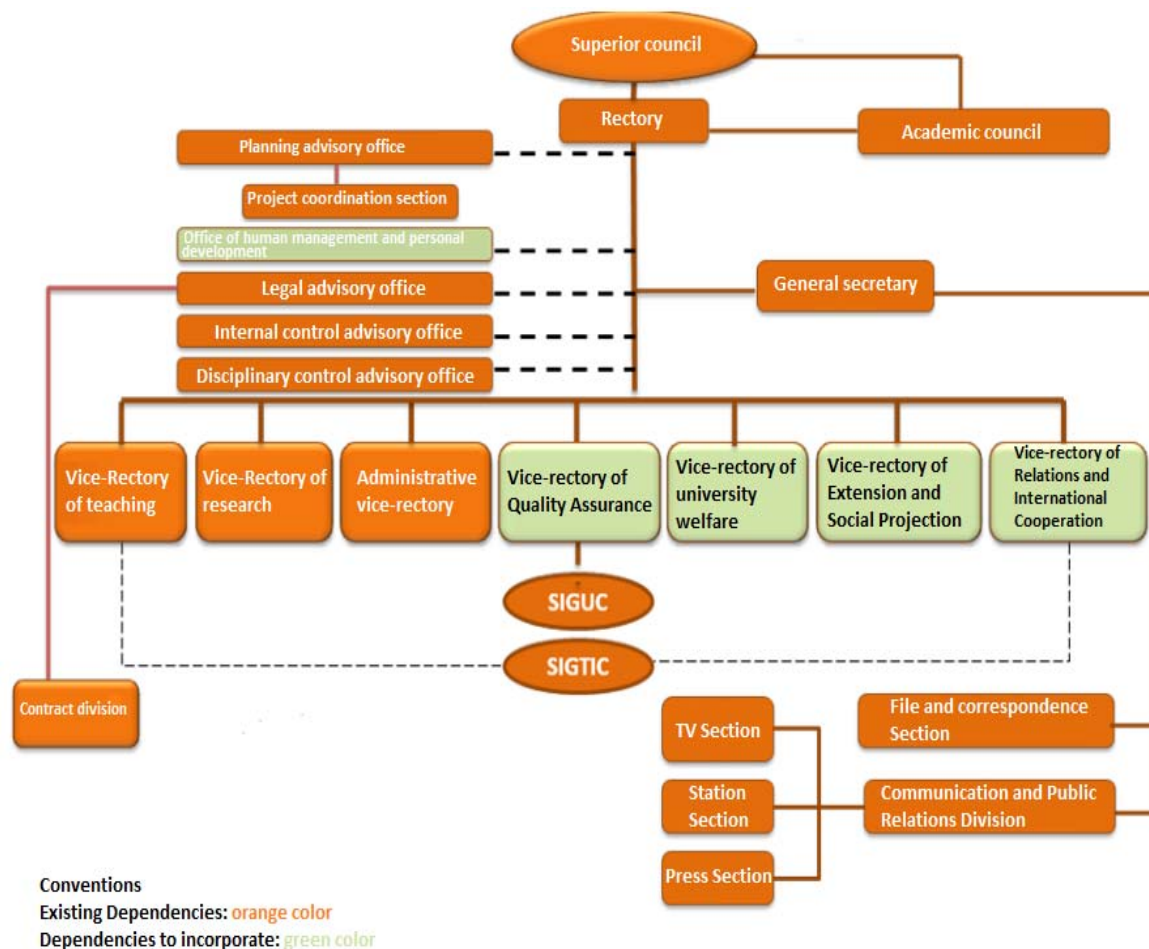 Superior council
Rectory
Academic council
Planning advisory office
Project coordination section
Office of human management and personal
development
Legal advisory office
General secretary
Internal control advisory office
Disciplinary control advisory office
Vice-Rectory
of teaching
Vice-Rectory of
research
Administrative
vice-rectory
Vice-rectory of
Quality Assurance
Vice-rectory of
university
welfare
Vice-rectory of
Extension and
Social Projection
Vice-rectory of
Relations and
International
Cooperation
SIGUC
SIGTIC
Contract division
TV Section
File and correspondence
Section
Station
Section
Communication and Public
Relations Division
Press Section
Conventions
Existing Dependencies: orange color
Dependencies to incorporate: green color